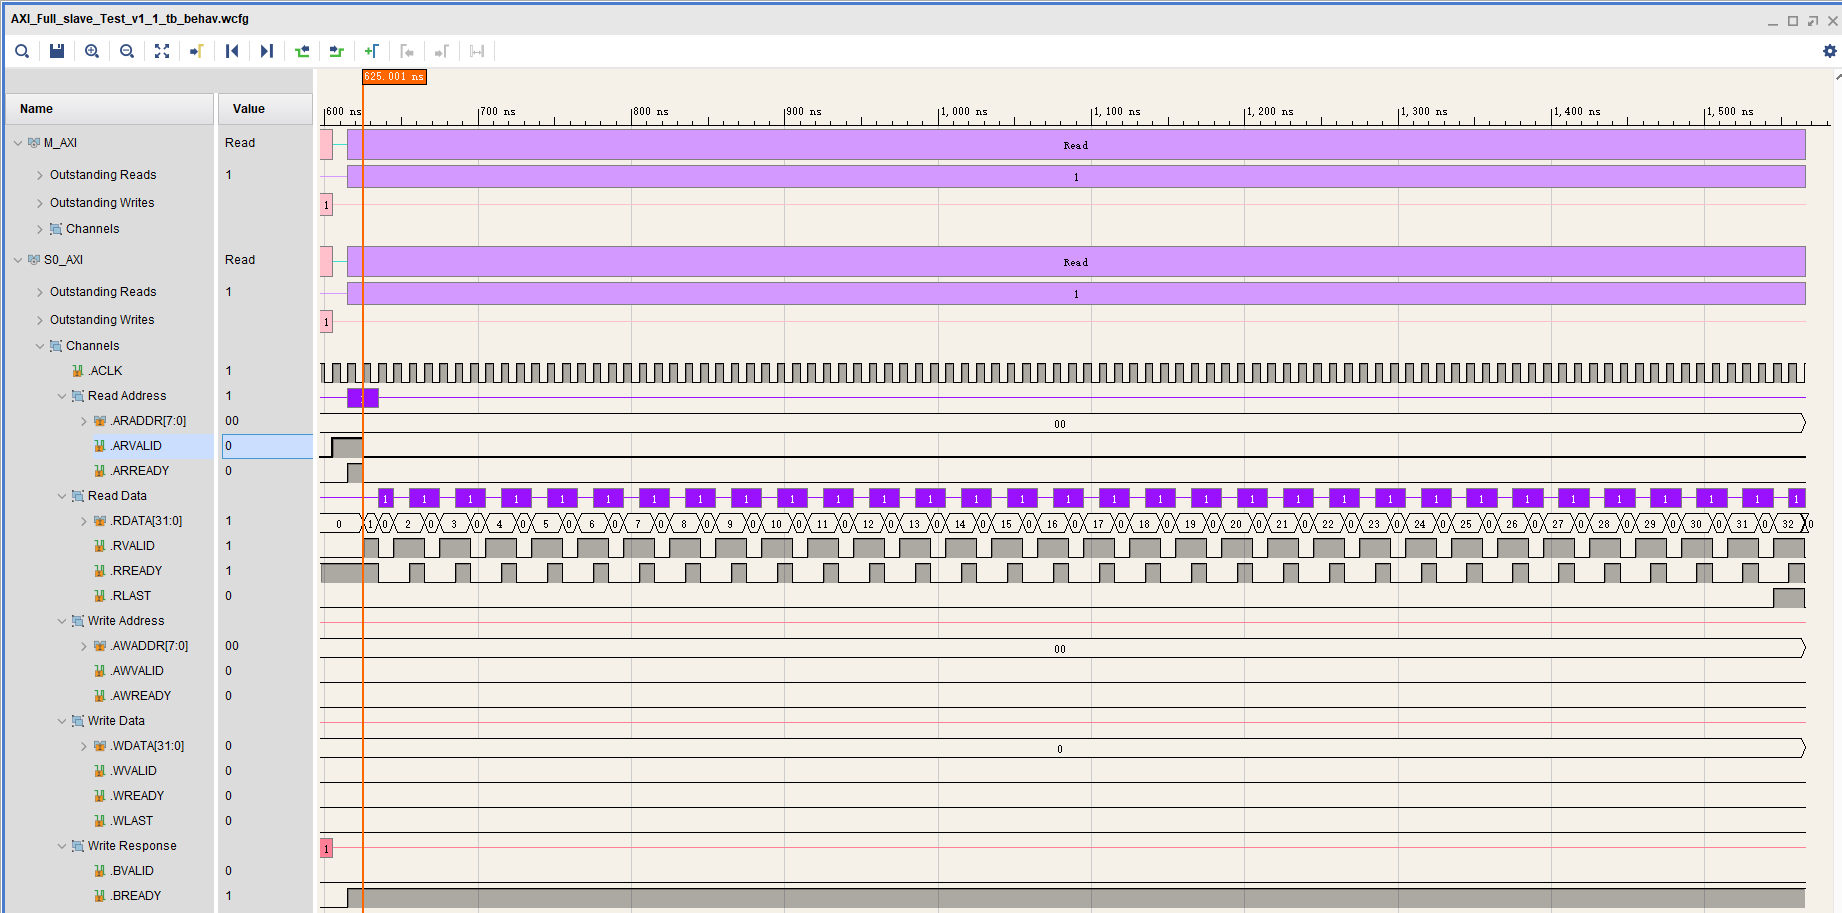 AXI_Full_slave_Test_v1_1_tb_behav.wcfg
625.001 ns
Name Value
600 ns 700 ns 800 ns 900 ns 1,000 ns 1,100 ns 1,200 ns 1,300 ns 1,400 ns 1,500 ns
M_AXI Read Read
Outstanding Reads 1 1
Outstanding Writes 1
Channels
S0_AXI Read Read
Outstanding Reads 1 1
Outstanding Writes 1
Channels
.ACLK 1
Read Address 1
.ARADDR[7:0] 00 00
.ARVALID 0
.ARREADY 0
Read Data 1 1 1 1 1 1 1 1 1 1 1 1 1 1 1 1 1 1 1 1 1 1 1 1 1 1 1 1 1 1 1 1
.RDATA[31:0] 1 0 1 0 2 0 3 0 4 0 5 0 6 0 7 0 8 0 9 0 10 0 11 0 12 0 13 0 14 0 15 0 16 0 17 0 18 0 19 0 20 0 21 0 22 0 23 0 24 0 25 0 26 0 27 0 28 0 29 0 30 0 31 0 32 0
.RVALID 1
.RREADY 1
.RLAST 0
Write Address
.AWADDR[7:0] 00 00
.AWVALID 0
.AWREADY 0
Write Data
.WDATA[31:0] 0 0
.WVALID 0
.WREADY 0
.WLAST 0
Write Response 1
.BVALID 0
.BREADY 1